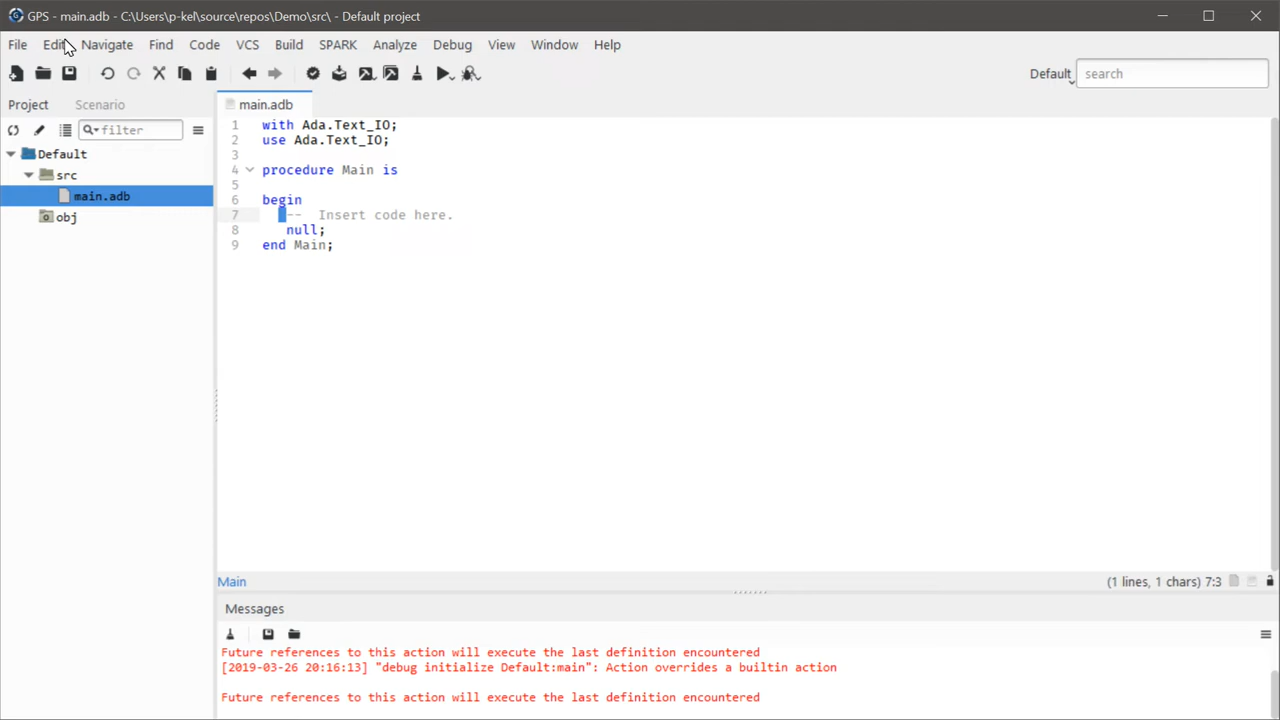 GPS - main.adb - C:\Users\p-kel\source\repos\Demo\src\ - Default project
File Edit Navigate Find Code VCS Build SPARK Analyze Debug View Window Help
Default search
Project Scenario
filter
Default
src
main.adb
obj
main.adb
1 with Ada.Text_IO;
2 use Ada.Text_IO;
3
4 procedure Main is
5
6 begin
7 -- Insert code here.
8 null;
9 end Main;
Main (1 lines, 1 chars) 7:3
Messages
Future references to this action will execute the last definition encountered
[2019-03-26 20:16:13] "debug initialize Default:main": Action overrides a builtin action
Future references to this action will execute the last definition encountered